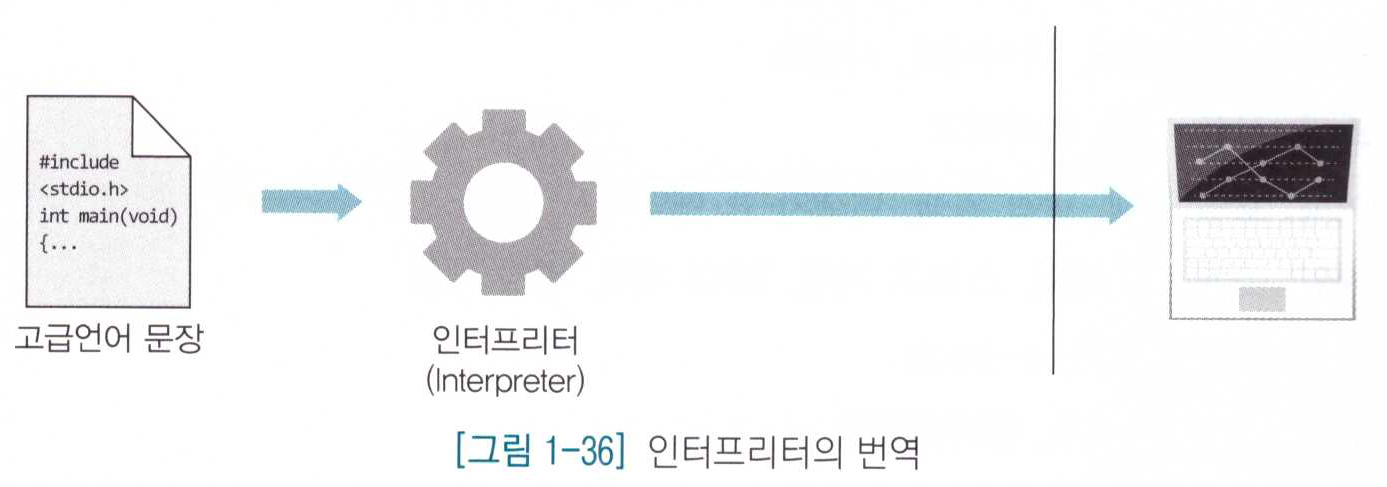 #include
<stdio.h>
int main(void)
{...
고급언어 문장
인터프리터
(Interpreter)
[그림 1-36] 인터프리터의 번역